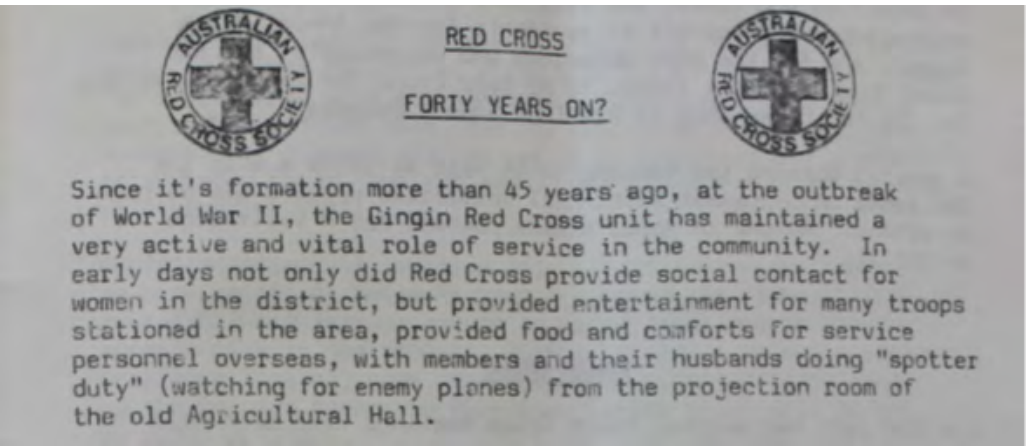 AUSTRALIAN RED CROSS SOCIETY
RED CROSS
AUSTRALIAN RED CROSS SOCIETY
FORTY YEARS ON?
Since it's formation more than 45 years ago, at the outbreak
of World War II, the Gingin Red Cross unit has maintained a
very active and vital role of service in the community. In
early days not only did Red Cross provide social contact for
women in the district, but provided entertainment for many troops
stationed in the area, provided food and comforts for service
personnel overseas, with members and their husbands doing "spotter
duty" (watching for enemy planes) from the projection room of
the old Agricultural Hall.